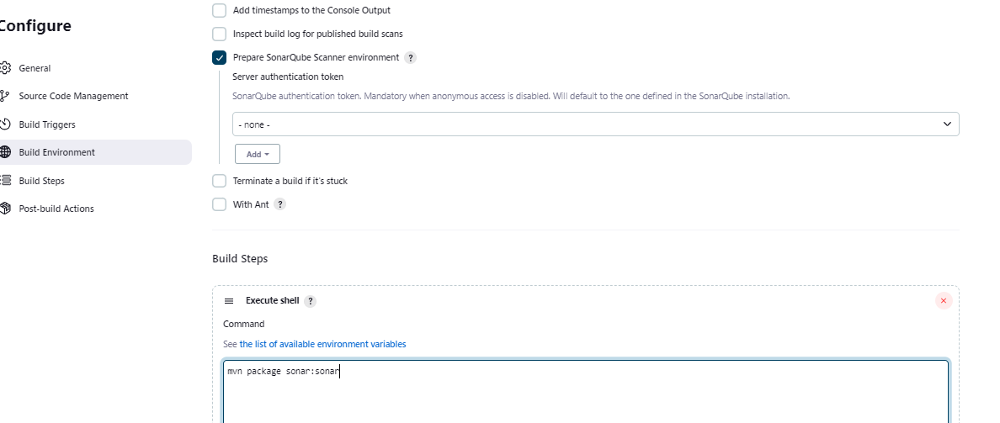 Configure
General
Source Code Management
Build Triggers
Build Environment
Build Steps
Post-build Actions
Add timestamps to the Console Output
Inspect build log for published build scans
Prepare SonarQube Scanner environment ?
Server authentication token
SonarQube authentication token. Mandatory when anonymous access is disabled. Will default to the one defined in the SonarQube installation.
- none -
Add
Terminate a build if it's stuck
With Ant ?
Build Steps
Execute shell ?
Command
See the list of available environment variables
mvn package sonar:sonar